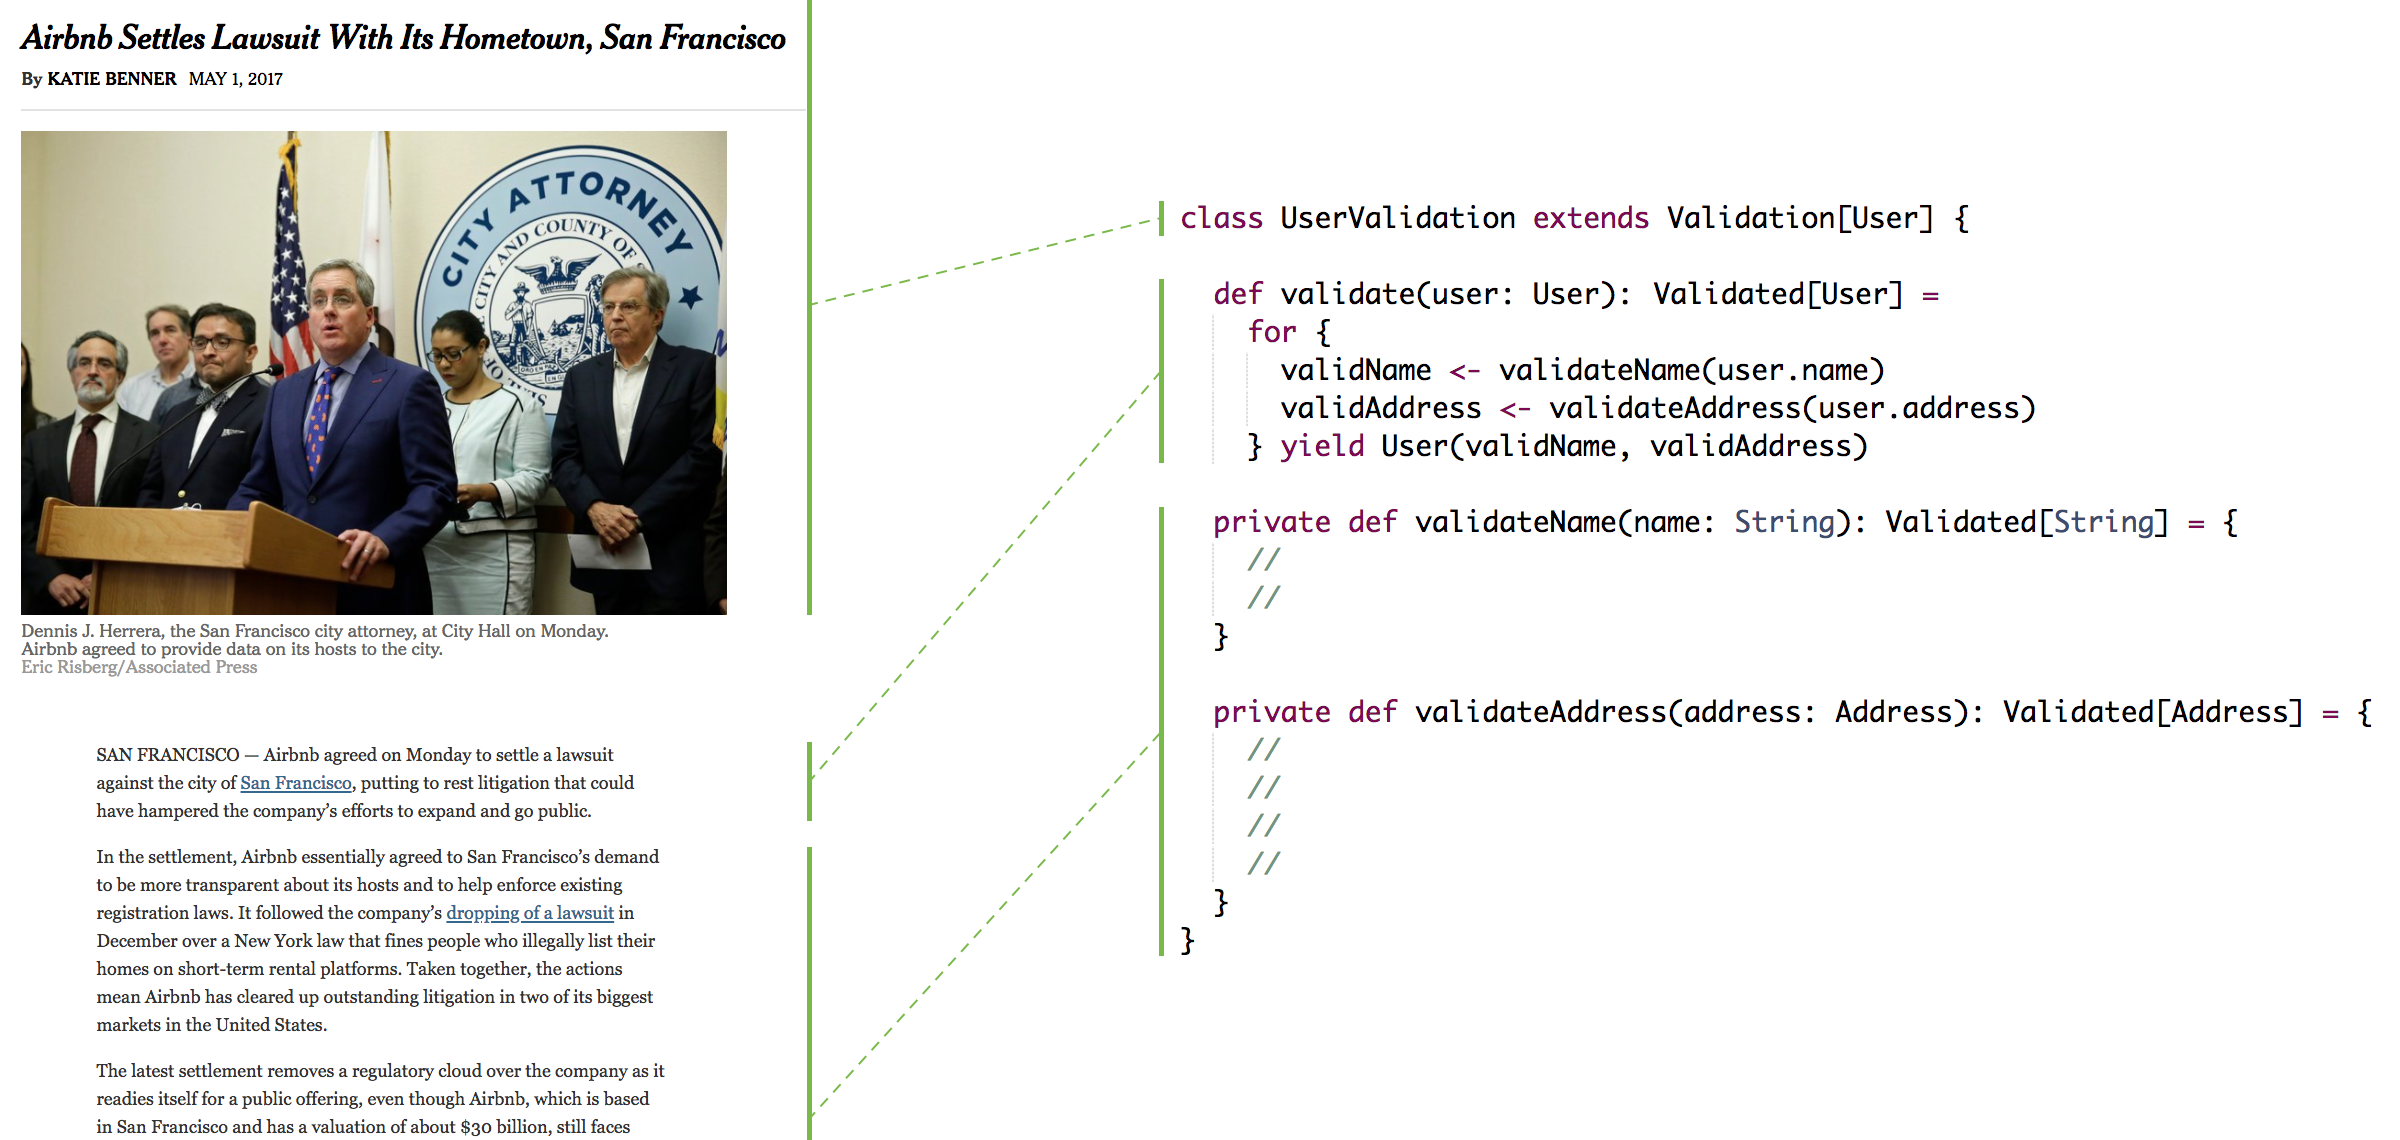 Airbnb Settles Lawsuit With Its Hometown, San Francisco
By KATIE BENNER MAY 1, 2017
CITY ATTORNEY
CITY AND COUNTY OF S
Dennis J. Herrera, the San Francisco city attorney, at City Hall on Monday.
Airbnb agreed to provide data on its hosts to the city.
Eric Risberg/Associated Press
SAN FRANCISCO — Airbnb agreed on Monday to settle a lawsuit
against the city of San Francisco, putting to rest litigation that could
have hampered the company’s efforts to expand and go public.
In the settlement, Airbnb essentially agreed to San Francisco’s demand
to be more transparent about its hosts and to help enforce existing
registration laws. It followed the company’s dropping of a lawsuit in
December over a New York law that fines people who illegally list their
homes on short-term rental platforms. Taken together, the actions
mean Airbnb has cleared up outstanding litigation in two of its biggest
markets in the United States.
The latest settlement removes a regulatory cloud over the company as it
readies itself for a public offering, even though Airbnb, which is based
in San Francisco and has a valuation of about $30 billion, still faces
class UserValidation extends Validation[User] {
def validate(user: User): Validated[User] =
for {
validName <- validateName(user.name)
validAddress <- validateAddress(user.address)
} yield User(validName, validAddress)
private def validateName(name: String): Validated[String] = {
//
//
}
private def validateAddress(address: Address): Validated[Address] = {
//
//
//
//
}
}